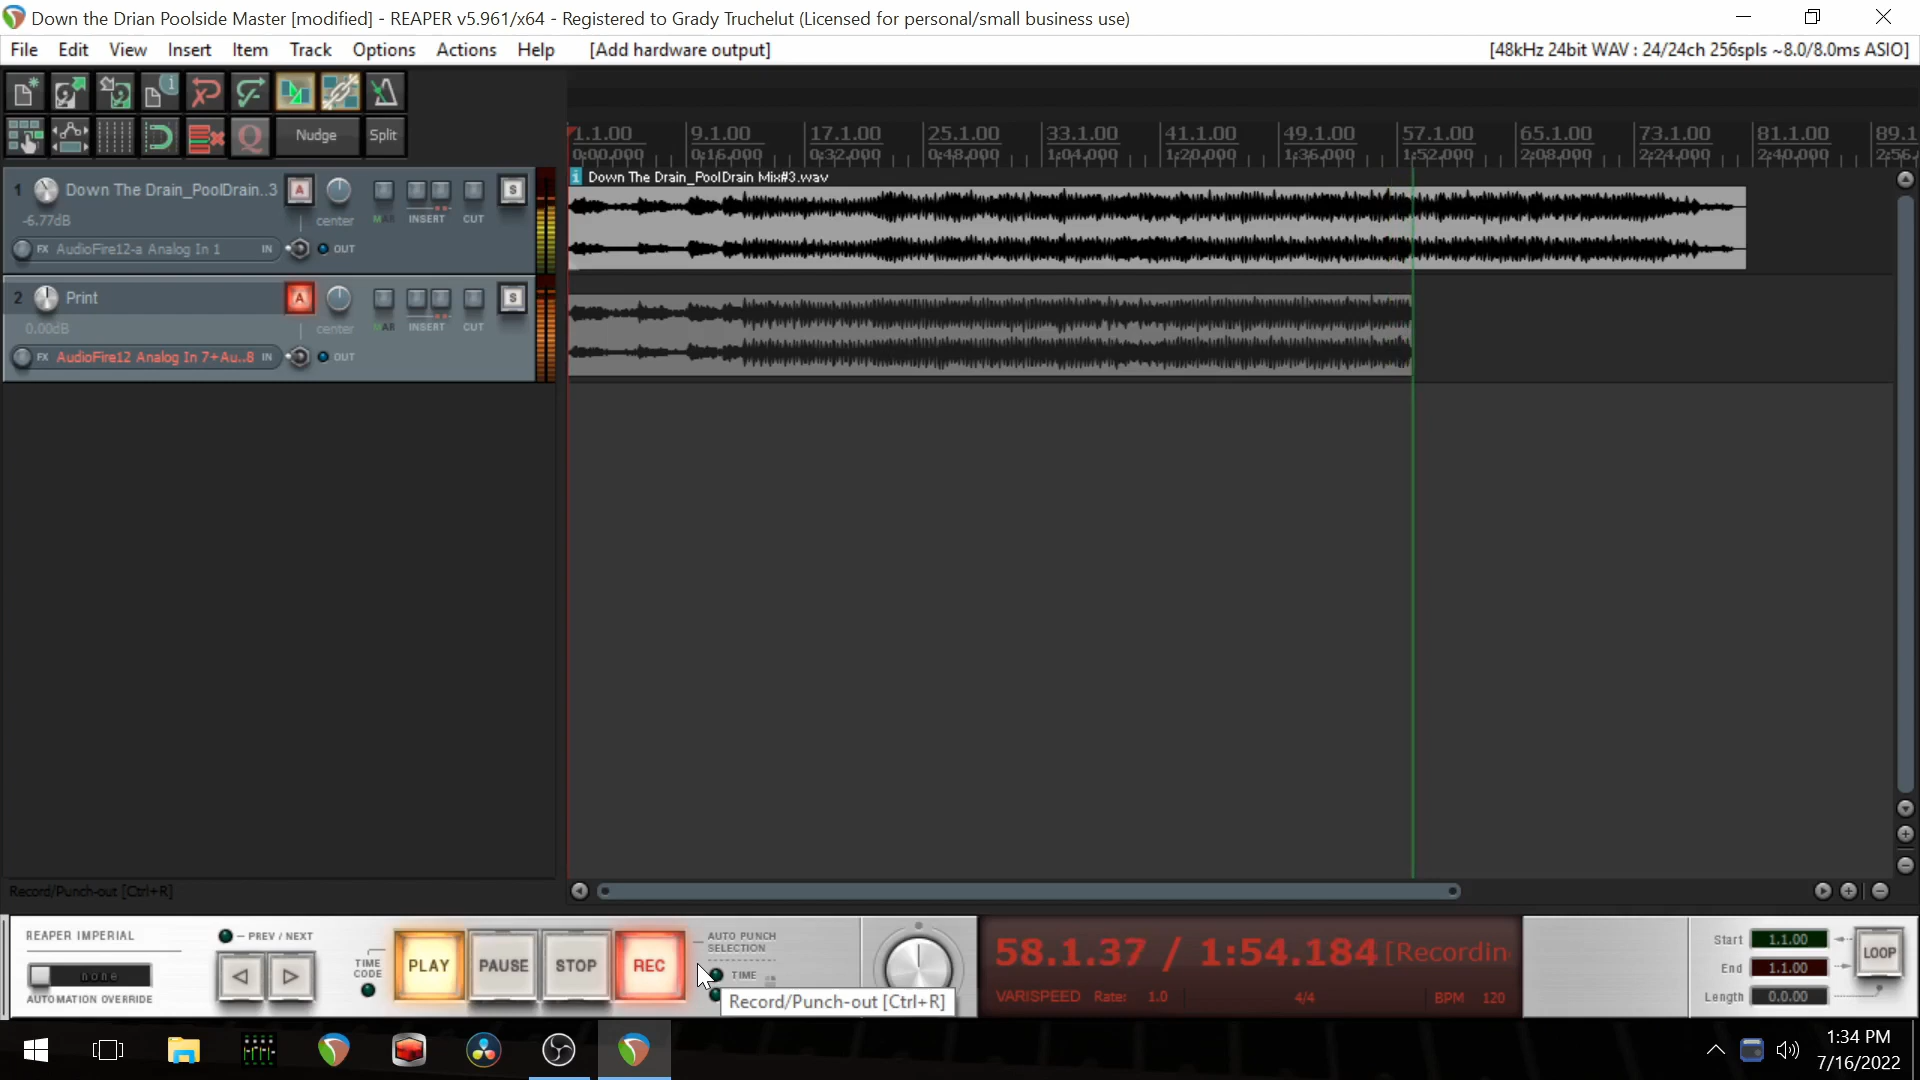 Down the Drian Poolside Master [modified] - REAPER v5.961/x64 - Registered to Grady Truchelut (Licensed for personal/small business use)
File Edit View Insert Item Track Options Actions Help [Add hardware output] [48kHz 24bit WAV : 24/24ch 256spls ~8.0/8.0ms ASIO]
Nudge Split
1.1.00 9.1.00 17.1.00 25.1.00 33.1.00 41.1.00 49.1.00 57.1.00 65.1.00 73.1.00 81.1.00 89.1
0:00.000 0:16.000 0:32.000 0:48.000 1:04.000 1:20.000 1:36.000 1:52.000 2:08.000 2:24.000 2:40.000 2:56.
Down The Drain_PoolDrain Mix#3.wav
1 Down The Drain_PoolDrain..3 A S
-6.77dB center INSERT CUT
FX AudioFire12-a Analog In 1 IN OUT
2 Print A S
0.00dB center INSERT CUT
FX AudioFire12 Analog In 7+Au..8 IN OUT
Record/Punch-out [Ctrl+R]
REAPER IMPERIAL
none
AUTOMATION OVERRIDE
PREV / NEXT
TIME CODE
PLAY PAUSE STOP REC
AUTO PUNCH
SELECTION
TIME
Record/Punch-out [Ctrl+R]
58.1.37 / 1:54.184 [Recordin
VARISPEED Rate: 1.0 4/4 BPM 120
Start 1.1.00
End 1.1.00
Length 0.0.00
LOOP
1:34 PM
7/16/2022